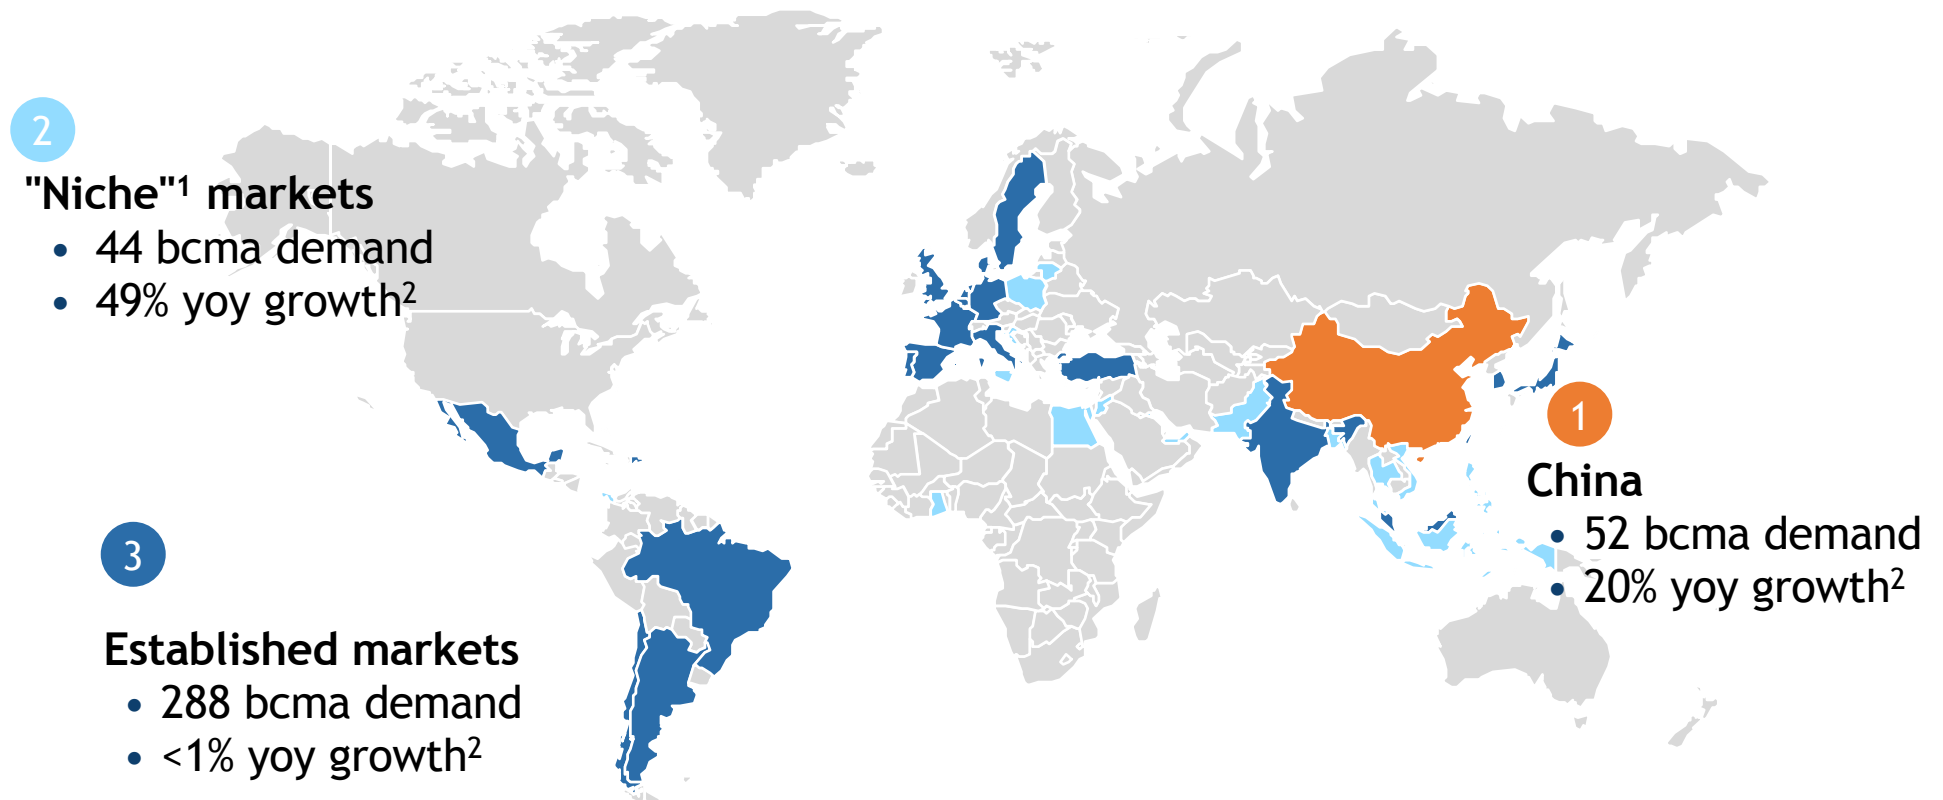 2
"Niche"¹ markets
• 44 bcma demand
• 49% yoy growth²
1
China
• 52 bcma demand
• 20% yoy growth²
3
Established markets
• 288 bcma demand
• <1% yoy growth²